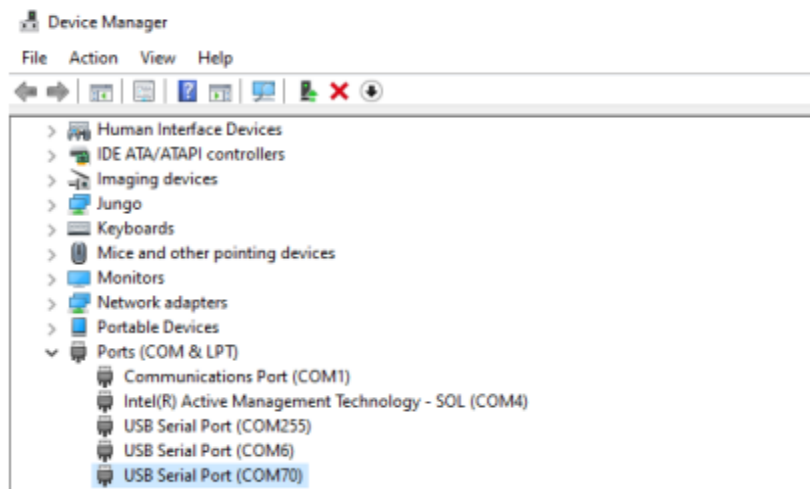 Device Manager
File Action View Help
Human Interface Devices
IDE ATA/ATAPI controllers
Imaging devices
Jungo
Keyboards
Mice and other pointing devices
Monitors
Network adapters
Portable Devices
Ports (COM & LPT)
Communications Port (COM1)
Intel(R) Active Management Technology - SOL (COM4)
USB Serial Port (COM255)
USB Serial Port (COM6)
USB Serial Port (COM70)